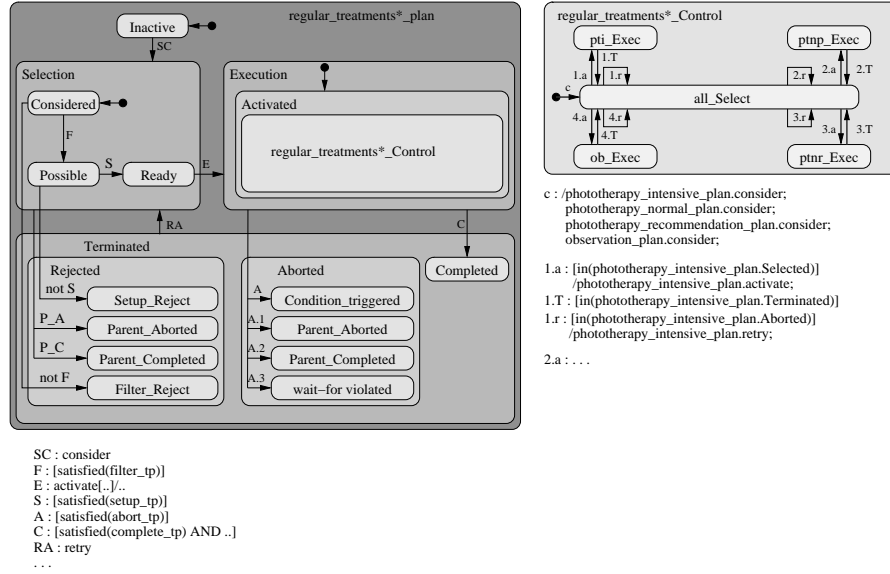 regular_treatments*_plan
Inactive
SC
Selection
Considered
F
Possible
S
Ready
E
Execution
Activated
regular_treatments*_Control
RA
C
Terminated
Rejected
not S
Setup_Reject
P_A
Parent_Aborted
P_C
Parent_Completed
not F
Filter_Reject
Aborted
A
Condition_triggered
A.1
Parent_Aborted
A.2
Parent_Completed
A.3
wait−for violated
Completed
SC : consider
F : [satisfied(filter_tp)]
E : activate[..]/..
S : [satisfied(setup_tp)]
A : [satisfied(abort_tp)]
C : [satisfied(complete_tp) AND ..]
RA : retry
. . .
regular_treatments*_Control
pti_Exec
ptnp_Exec
1.T
1.a
1.r
2.r
2.a
2.T
c
all_Select
4.a
4.r
4.T
3.r
3.a
3.T
ob_Exec
ptnr_Exec
c : /phototherapy_intensive_plan.consider;
phototherapy_normal_plan.consider;
phototherapy_recommendation_plan.consider;
observation_plan.consider;
1.a : [in(phototherapy_intensive_plan.Selected)]
/phototherapy_intensive_plan.activate;
1.T : [in(phototherapy_intensive_plan.Terminated)]
1.r : [in(phototherapy_intensive_plan.Aborted)]
/phototherapy_intensive_plan.retry;
2.a : . . .